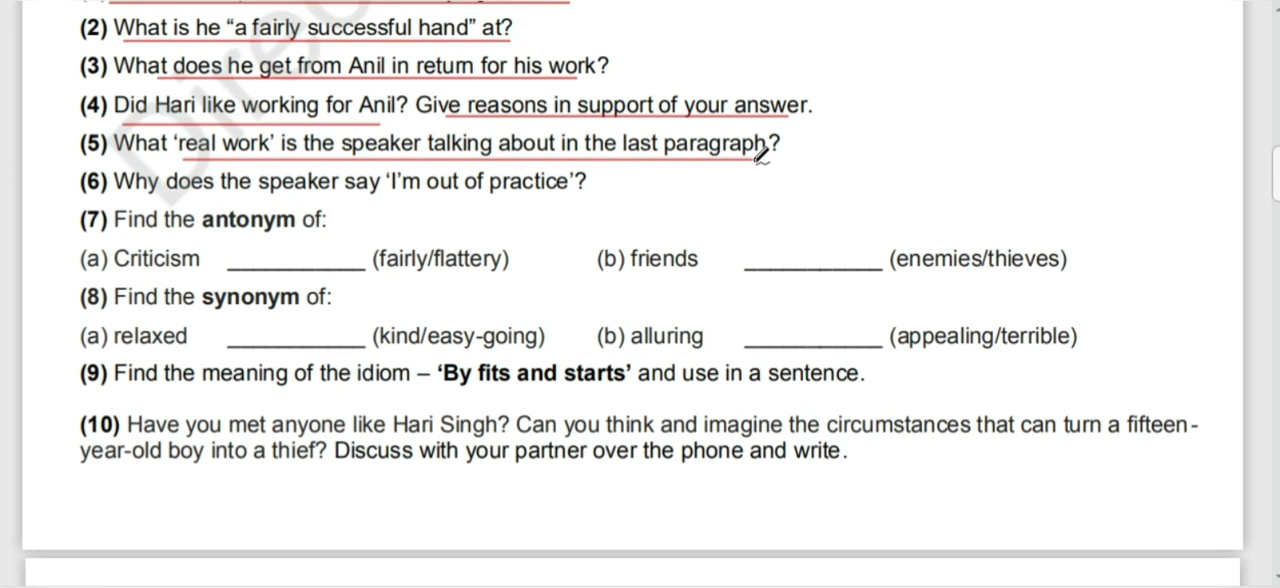 (2) What is he “a fairly successful hand” at?
(3) What does he get from Anil in return for his work?
(4) Did Hari like working for Anil? Give reasons in support of your answer.
(5) What ‘real work’ is the speaker talking about in the last paragraph?
(6) Why does the speaker say ‘I’m out of practice’?
(7) Find the antonym of:
(a) Criticism ____________ (fairly/flattery) (b) friends ____________ (enemies/thieves)
(8) Find the synonym of:
(a) relaxed ____________ (kind/easy-going) (b) alluring ____________ (appealing/terrible)
(9) Find the meaning of the idiom – ‘By fits and starts’ and use in a sentence.
(10) Have you met anyone like Hari Singh? Can you think and imagine the circumstances that can turn a fifteen-
year-old boy into a thief? Discuss with your partner over the phone and write.